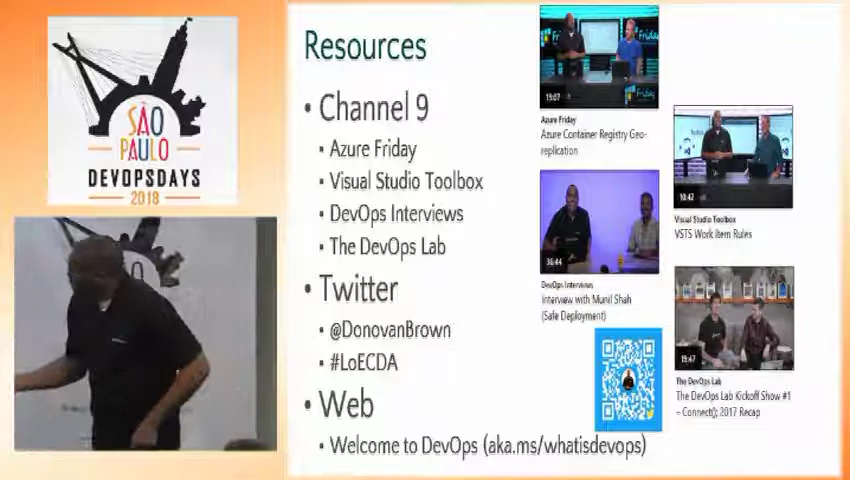 SÃO
PAULO
DEVOPSDAYS
2018
Resources
• Channel 9
• Azure Friday
• Visual Studio Toolbox
• DevOps Interviews
• The DevOps Lab
• Twitter
• @DonovanBrown
• #LoECDA
• Web
• Welcome to DevOps (aka.ms/whatisdevops)
Friday
15:07
Azure Friday
Azure Container Registry Geo-
replication
10:42
Visual Studio Toolbox
VSTS Work Item Rules
36:44
DevOps Interviews
Interview with Munil Shah
(Safe Deployment)
15:47
The DevOps Lab
The DevOps Lab Kickoff Show #1
– Connect(); 2017 Recap